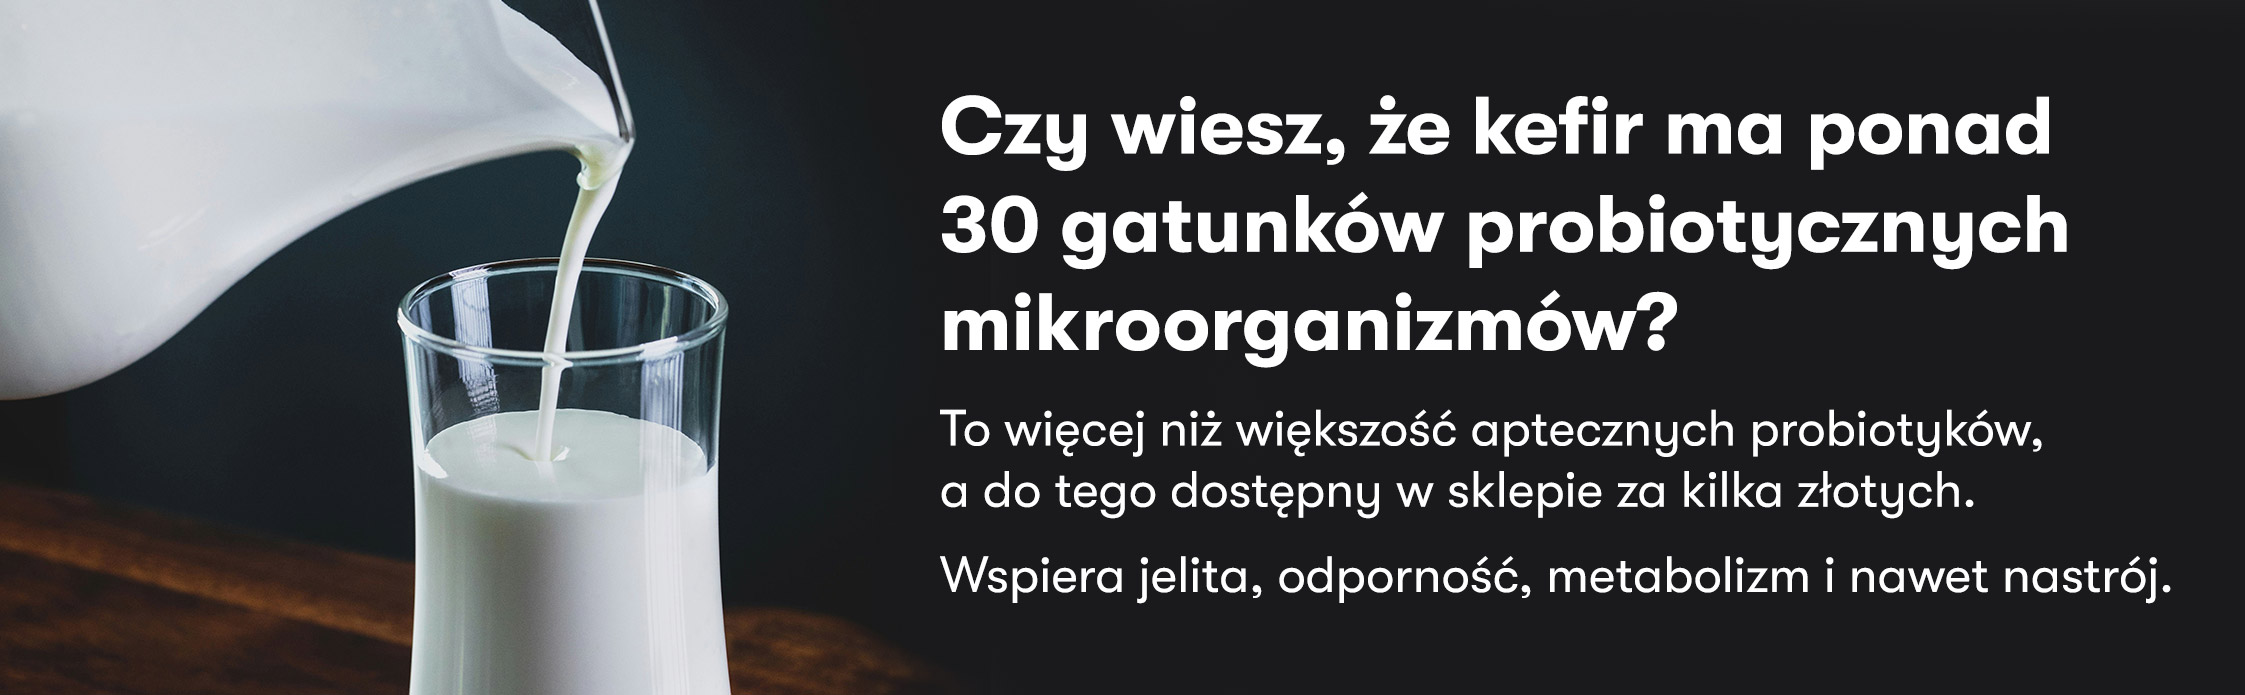 Czy wiesz, że kefir ma ponad
30 gatunków probiotycznych
mikroorganizmów?
To więcej niż większość aptecznych probiotyków,
a do tego dostępny w sklepie za kilka złotych.
Wspiera jelita, odporność, metabolizm i nawet nastrój.